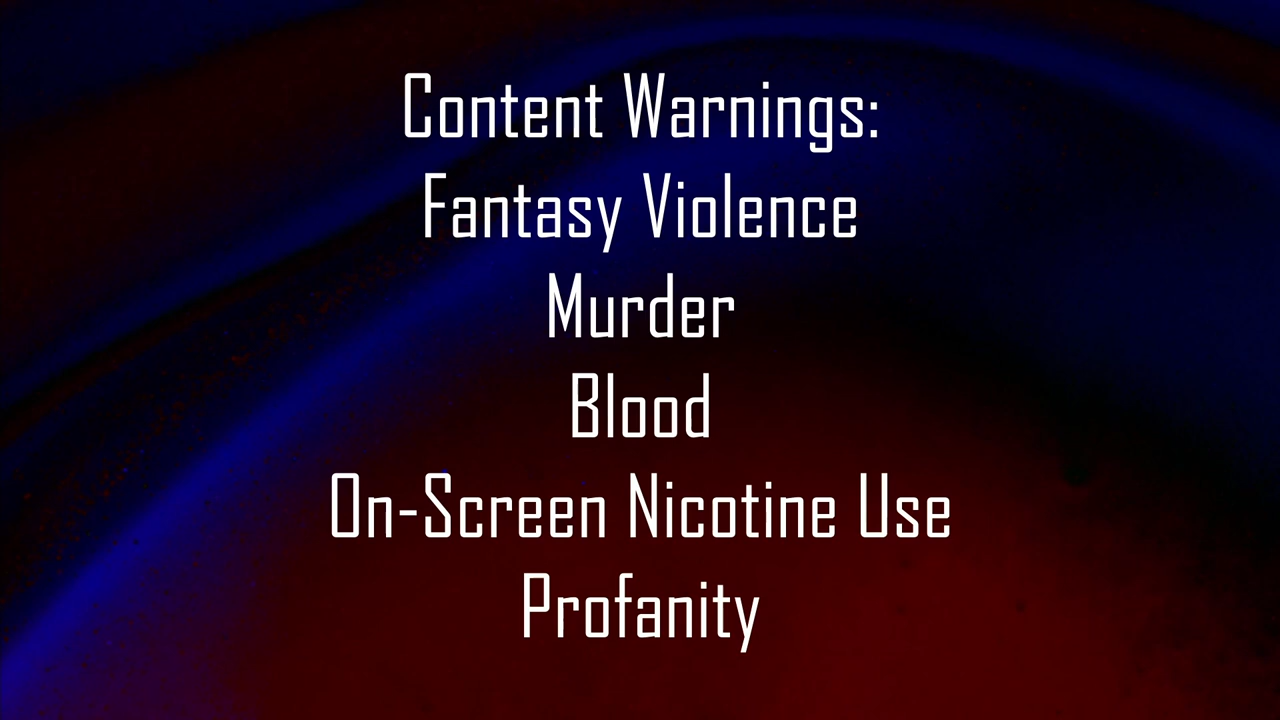 Content Warnings:
Fantasy Violence
Murder
Blood
On-Screen Nicotine Use
Profanity